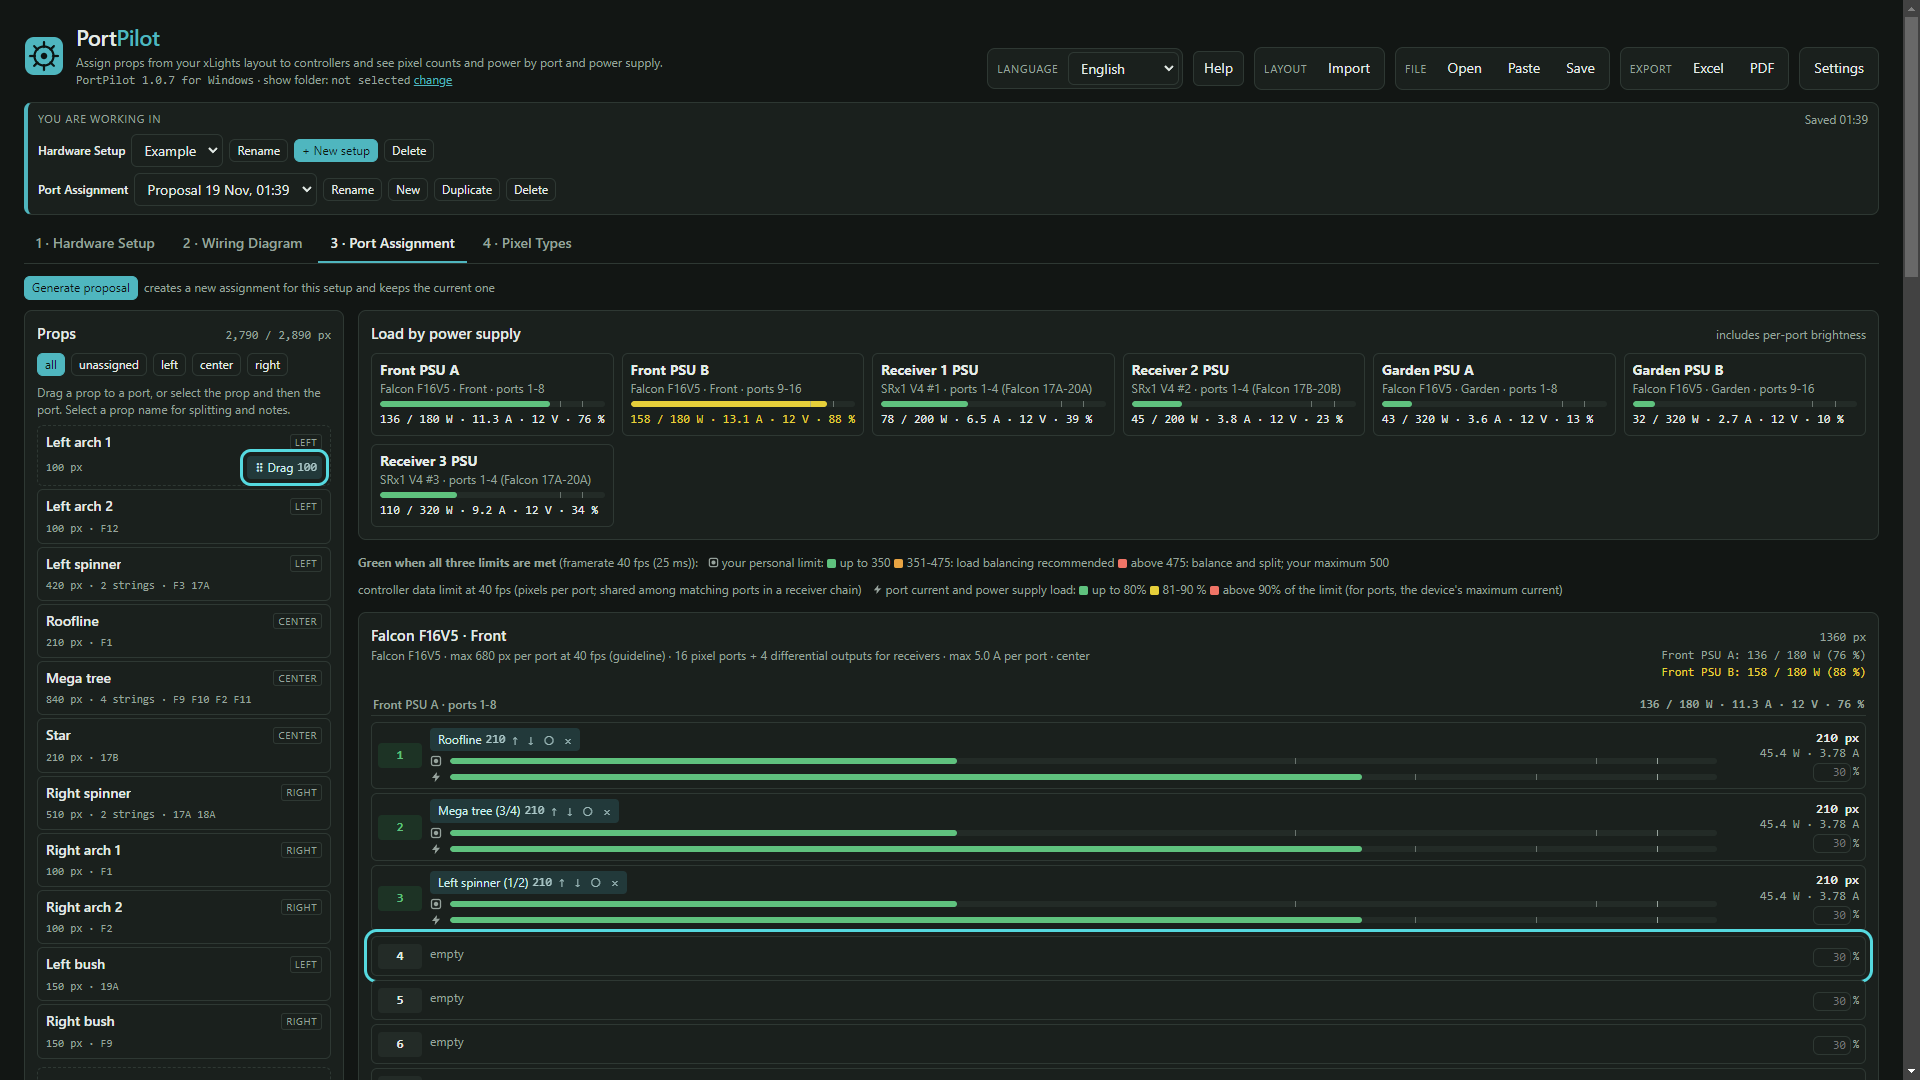 PortPilot
Assign props from your xLights layout to controllers and see pixel counts and power by port and power supply.
PortPilot 1.0.7 for Windows · show folder: not selected change
LANGUAGE English Help LAYOUT Import FILE Open Paste Save EXPORT Excel PDF Settings
YOU ARE WORKING IN Saved 01:39
Hardware Setup Example Rename + New setup Delete
Port Assignment Proposal 19 Nov, 01:39 Rename New Duplicate Delete
1 · Hardware Setup 2 · Wiring Diagram 3 · Port Assignment 4 · Pixel Types
Generate proposal creates a new assignment for this setup and keeps the current one
Props 2,790 / 2,890 px
all unassigned left center right
Drag a prop to a port, or select the prop and then the
port. Select a prop name for splitting and notes.
Left arch 1 LEFT
100 px Drag 100
Left arch 2 LEFT
100 px · F12
Left spinner LEFT
420 px · 2 strings · F3 17A
Roofline CENTER
210 px · F1
Mega tree CENTER
840 px · 4 strings · F9 F10 F2 F11
Star CENTER
210 px · 17B
Right spinner RIGHT
510 px · 2 strings · 17A 18A
Right arch 1 RIGHT
100 px · F1
Right arch 2 RIGHT
100 px · F2
Left bush LEFT
150 px · 19A
Right bush RIGHT
150 px · F9
Load by power supply includes per-port brightness
Front PSU A
Falcon F16V5 · Front · ports 1-8
136 / 180 W · 11.3 A · 12 V · 76 %
Front PSU B
Falcon F16V5 · Front · ports 9-16
158 / 180 W · 13.1 A · 12 V · 88 %
Receiver 1 PSU
SRx1 V4 #1 · ports 1-4 (Falcon 17A-20A)
78 / 200 W · 6.5 A · 12 V · 39 %
Receiver 2 PSU
SRx1 V4 #2 · ports 1-4 (Falcon 17B-20B)
45 / 200 W · 3.8 A · 12 V · 23 %
Garden PSU A
Falcon F16V5 · Garden · ports 1-8
43 / 320 W · 3.6 A · 12 V · 13 %
Garden PSU B
Falcon F16V5 · Garden · ports 9-16
32 / 320 W · 2.7 A · 12 V · 10 %
Receiver 3 PSU
SRx1 V4 #3 · ports 1-4 (Falcon 17A-20A)
110 / 320 W · 9.2 A · 12 V · 34 %
Green when all three limits are met (framerate 40 fps (25 ms)): your personal limit: up to 350 351-475: load balancing recommended above 475: balance and split; your maximum 500
controller data limit at 40 fps (pixels per port; shared among matching ports in a receiver chain) port current and power supply load: up to 80% 81-90 % above 90% of the limit (for ports, the device's maximum current)
Falcon F16V5 · Front 1360 px
Falcon F16V5 · max 680 px per port at 40 fps (guideline) · 16 pixel ports + 4 differential outputs for receivers · max 5.0 A per port · center
Front PSU A: 136 / 180 W (76 %)
Front PSU B: 158 / 180 W (88 %)
Front PSU A · ports 1-8 136 / 180 W · 11.3 A · 12 V · 76 %
1 Roofline 210 ↑ ↓ ○ × 210 px
45.4 W · 3.78 A
30 %
2 Mega tree (3/4) 210 ↑ ↓ ○ × 210 px
45.4 W · 3.78 A
30 %
3 Left spinner (1/2) 210 ↑ ↓ ○ × 210 px
45.4 W · 3.78 A
30 %
4 empty 30 %
5 empty 30 %
6 empty 30 %